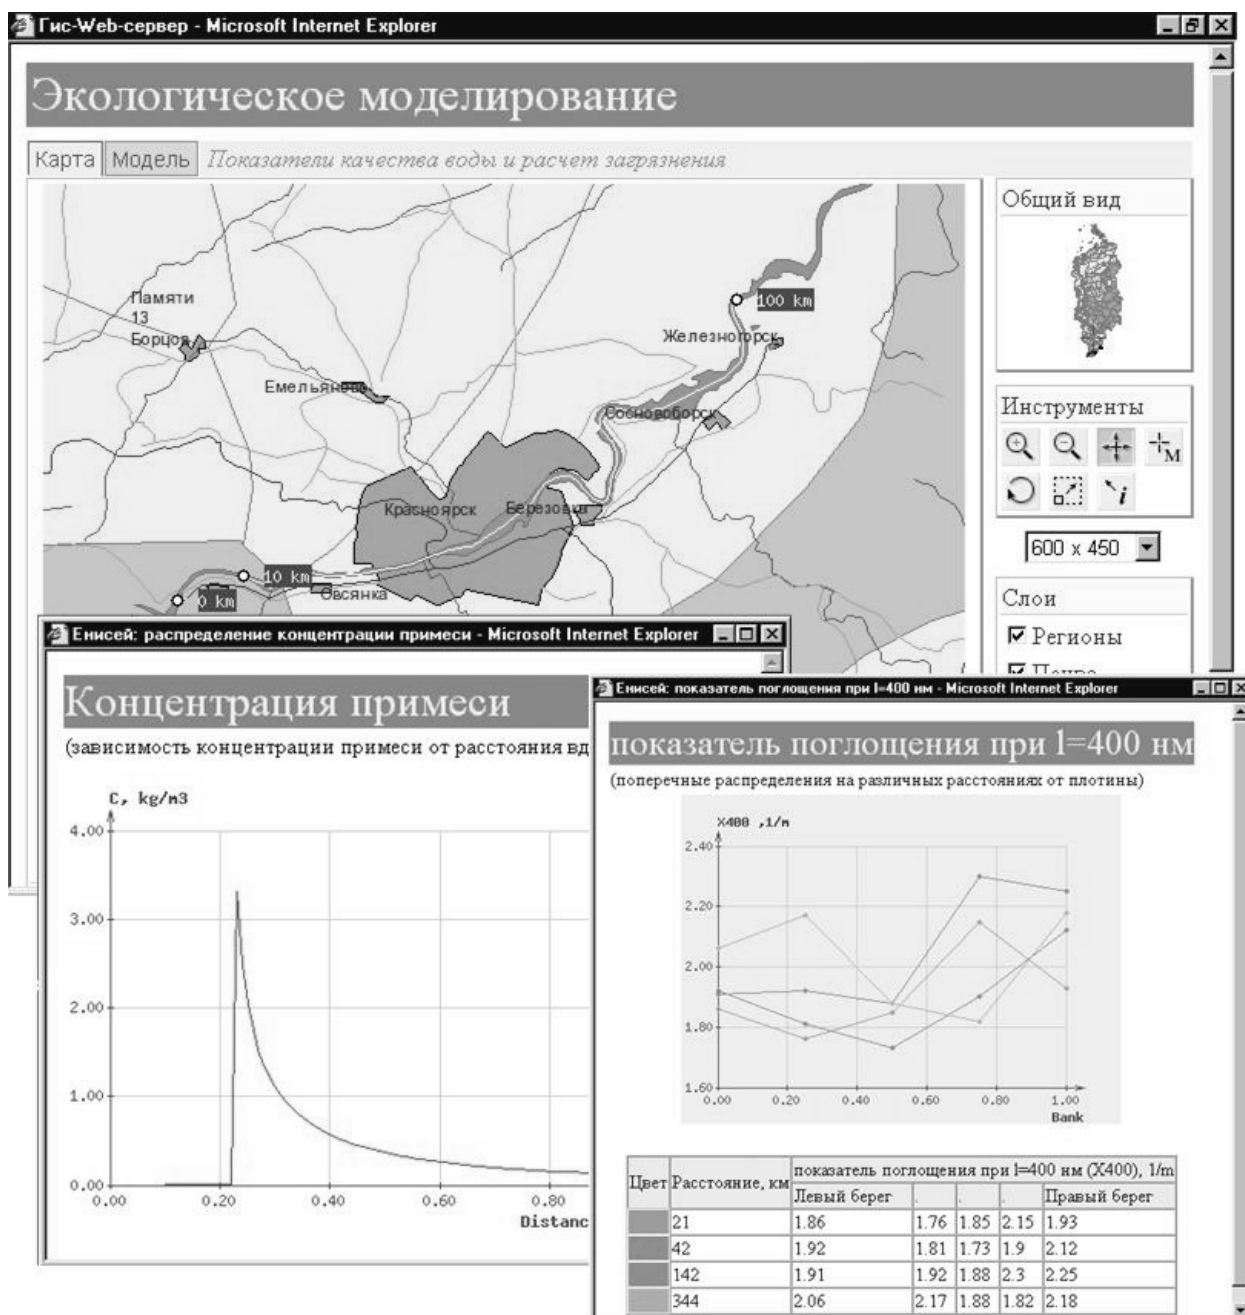 Гис-Web-сервер - Microsoft Internet Explorer
Экологическое моделирование
Карта Модель Показатели качества воды и расчет загрязнения
Памяти
13
Борцов
Емельяново
Красноярск
Березовка
Сосновоборск
Железногорск
100 km
10 km
0 km
Овсянка
Общий вид
Инструменты
M
i
600 x 450
Слои
Регионы
Енисей: распределение концентрации примеси - Microsoft Internet Explorer
Концентрация примеси
(зависимость концентрации примеси от расстояния вд
C, kg/m3
4.00
3.00
2.00
1.00
0.00
0.00 0.20 0.40 0.60 0.80
Distanc
Енисей: показатель поглощения при l=400 нм - Microsoft Internet Explorer
показатель поглощения при l=400 нм
(поперечные распределения на различных расстояниях от плотины)
X400 ,1/m
2.40
2.20
2.00
1.80
1.60
0.00 0.20 0.40 0.60 0.80 1.00
Bank
Цвет Расстояние, км показатель поглощения при l=400 нм (X400), 1/m
Левый берег . . . Правый берег
21 1.86 1.76 1.85 2.15 1.93
42 1.92 1.81 1.73 1.9 2.12
142 1.91 1.92 1.88 2.3 2.25
344 2.06 2.17 1.88 1.82 2.18